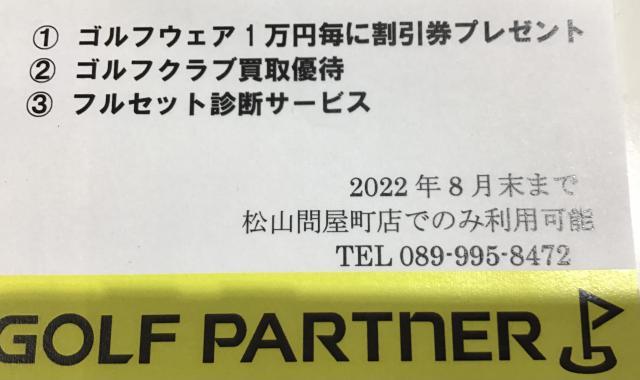 ① ゴルフウェア1万円毎に割引券プレゼント
② ゴルフクラブ買取優待
③ フルセット診断サービス
2022年8月末まで
松山問屋町店でのみ利用可能
TEL 089-995-8472
GOLF PARTNER